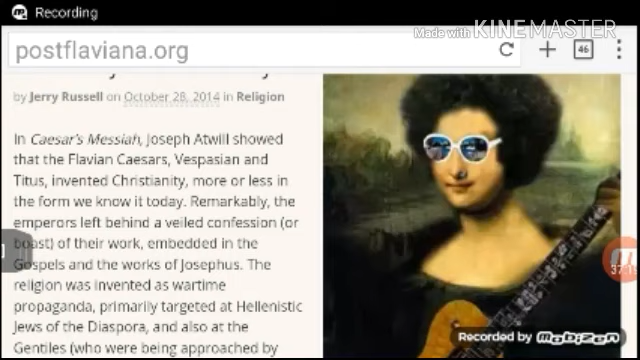 Recording
Made with KINEMASTER
postflaviana.org
46
by Jerry Russell on October 28, 2014 in Religion
In Caesar's Messiah, Joseph Atwill showed
that the Flavian Caesars, Vespasian and
Titus, invented Christianity, more or less in
the form we know it today. Remarkably, the
emperors left behind a veiled confession (or
boast) of their work, embedded in the
Gospels and the works of Josephus. The
religion was invented as wartime
propaganda, primarily targeted at Hellenistic
Jews of the Diaspora, and also at the
Gentiles (who were being approached by
Recorded by Mobizen